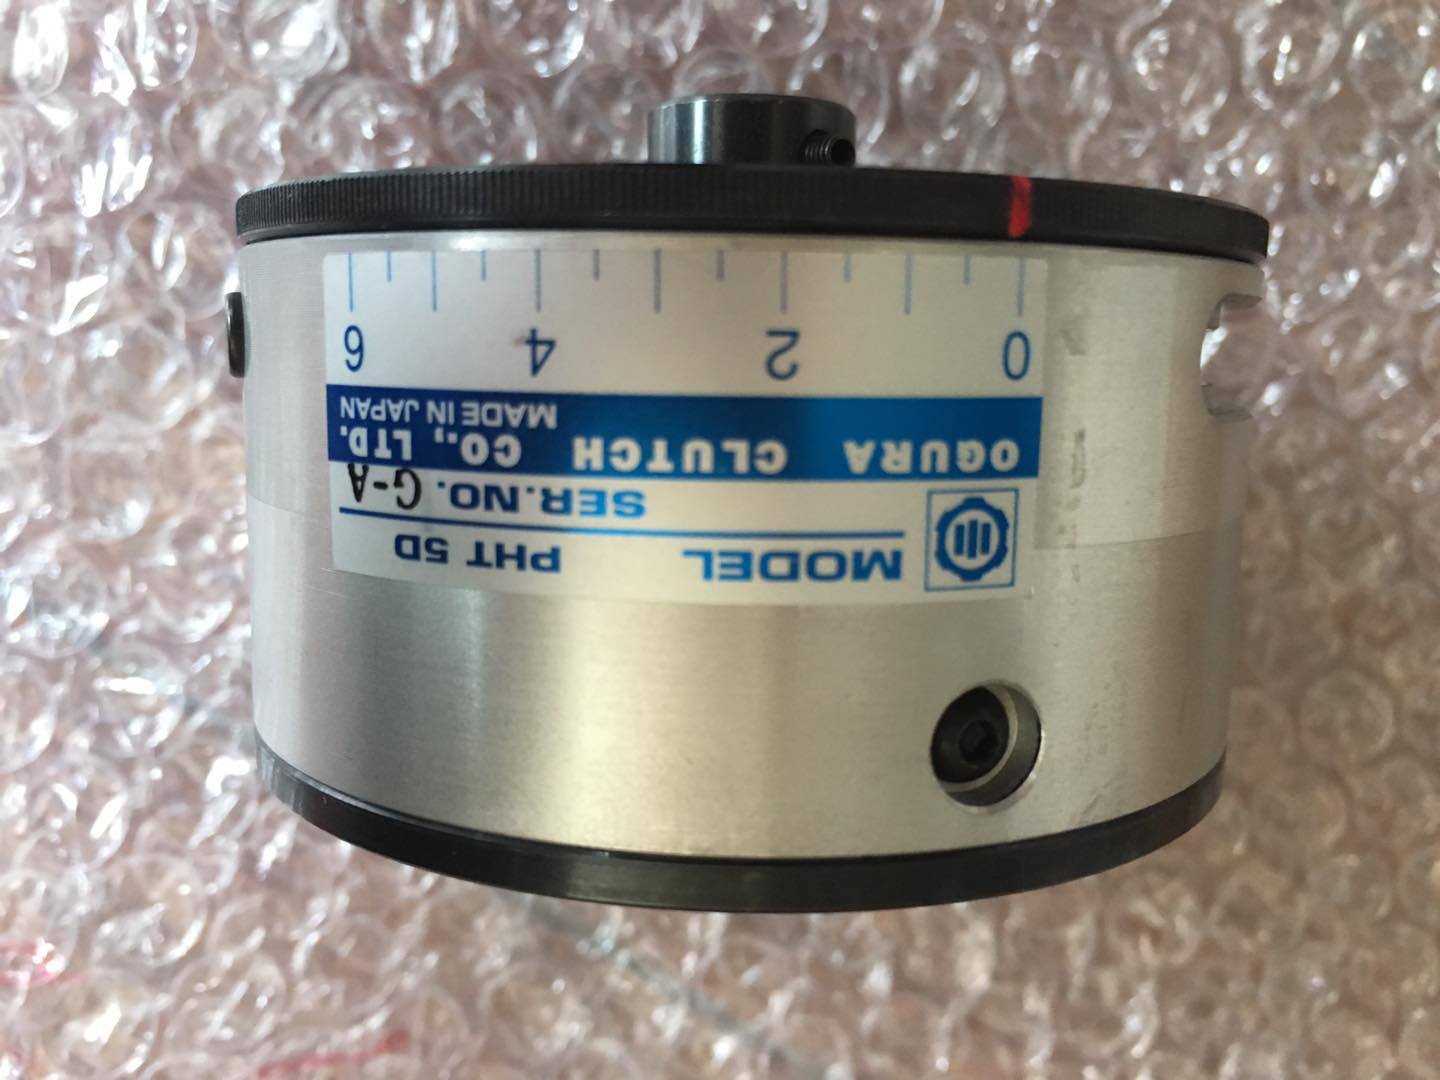 MODEL PHT 5D
SER.NO. G-A
OGURA CLUTCH CO., LTD.
MADE IN JAPAN
0 2 4 6